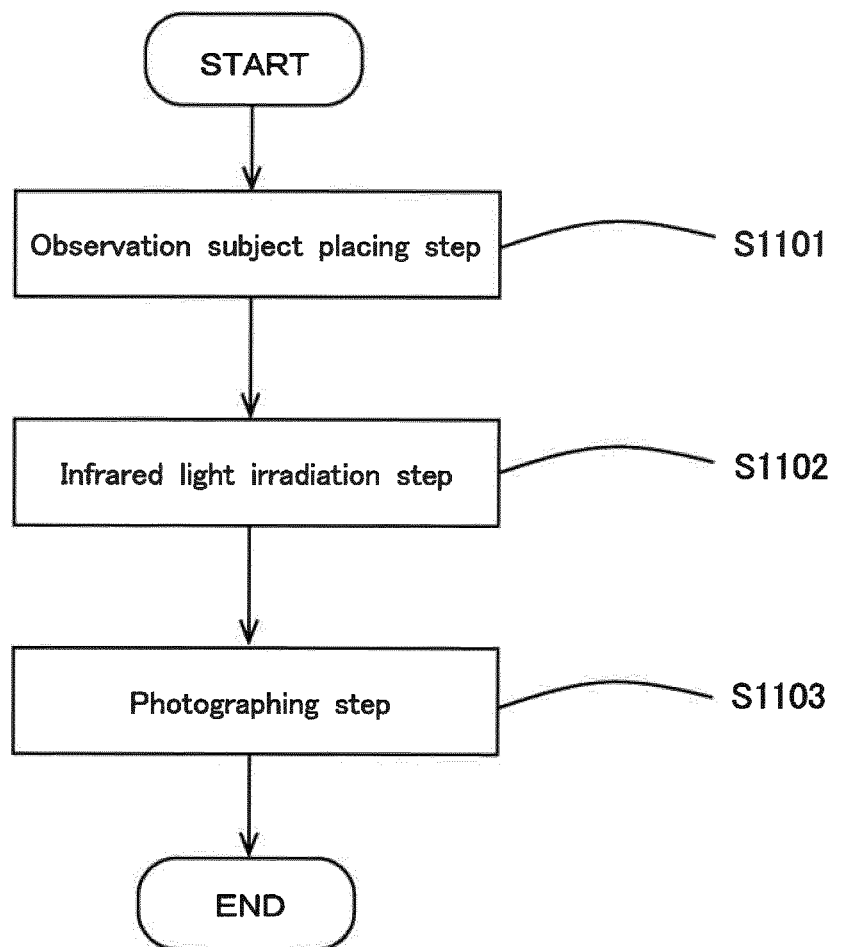 START
Observation subject placing step
S1101
Infrared light irradiation step
S1102
Photographing step
S1103
END